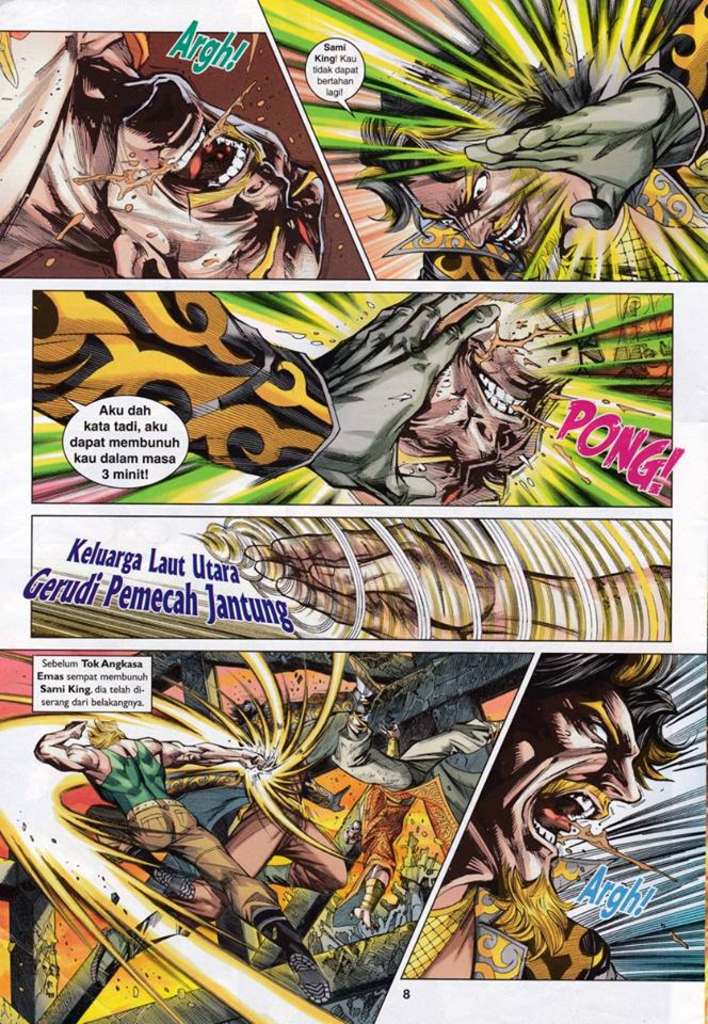 Argh!
Sami
King! Kau
tidak dapat
bertahan
lagi!
Aku dah
kata tadi, aku
dapat membunuh
kau dalam masa
3 minit!
PONG!
Keluarga Laut Utara
Gerudi Pemecah Jantung
Sebelum Tok Angkasa
Emas sempat membunuh
Sami King, dia telah di-
serang dari belakangnya.
Argh!
8